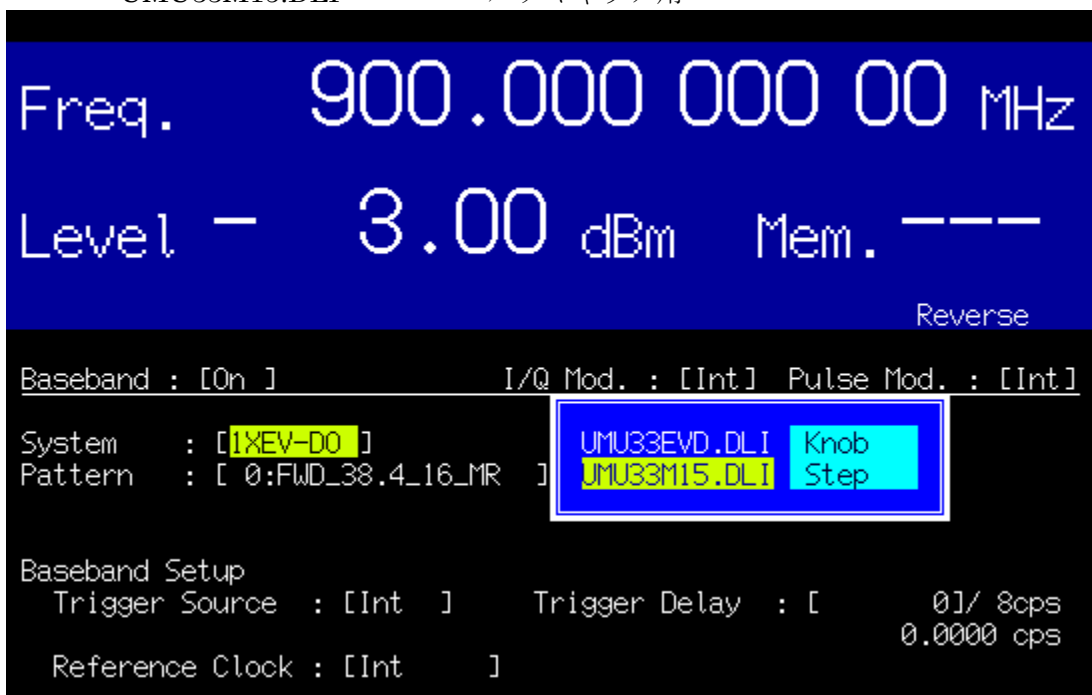 Freq. 900.000 000 00 MHz
Level - 3.00 dBm Mem. ---
Reverse
Baseband : [On ] I/Q Mod. : [Int] Pulse Mod. : [Int]
System : [1XEV-DO ] UMU33EVD.DLI Knob
Pattern : [ 0:FWD_38.4_16_MR ] UMU33M15.DLI Step
Baseband Setup
Trigger Source : [Int ] Trigger Delay : [ 0]/ 8cps
0.0000 cps
Reference Clock : [Int ]